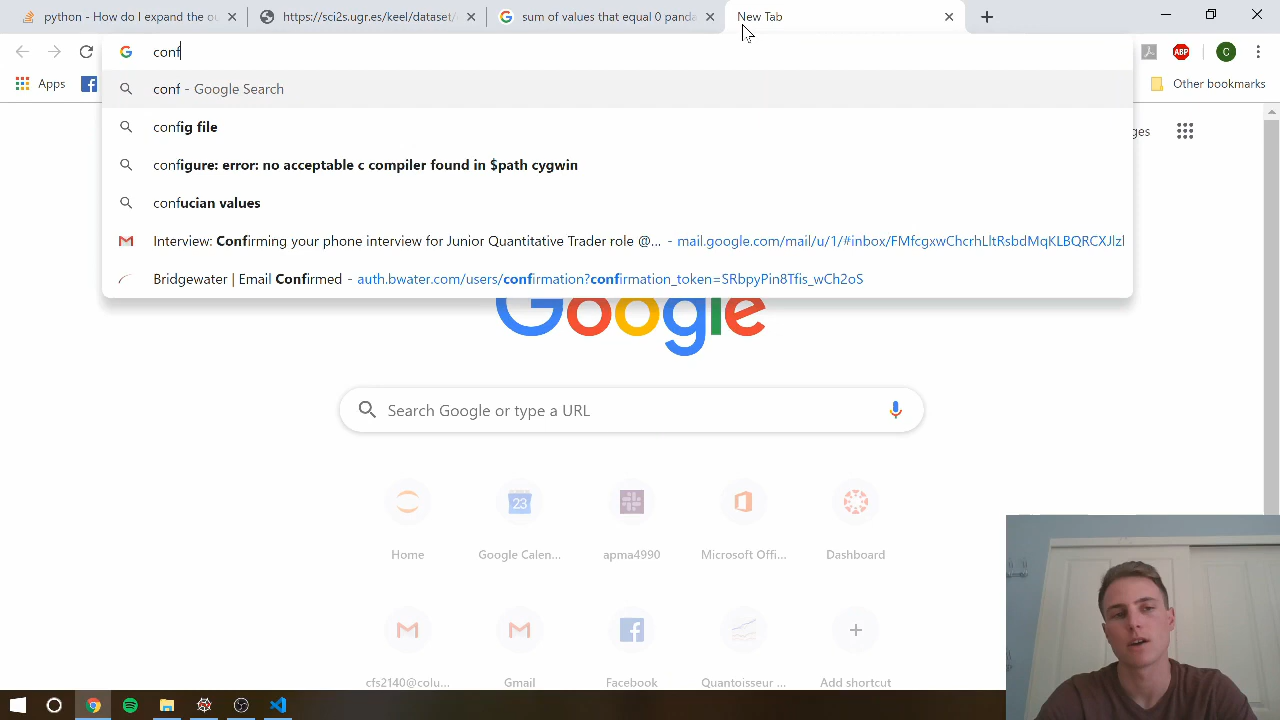 python - How do I expand the ou
https://sci2s.ugr.es/keel/dataset/
sum of values that equal 0 panda
New Tab
conf
ABP
C
Apps
Other bookmarks
conf - Google Search
ges
config file
configure: error: no acceptable c compiler found in $path cygwin
confucian values
Interview: Confirming your phone interview for Junior Quantitative Trader role @... - mail.google.com/mail/u/1/#inbox/FMfcgxwChcrhLltRsbdMqKLBQRCXJlzl
Bridgewater | Email Confirmed - auth.bwater.com/users/confirmation?confirmation_token=SRbpyPin8Tfis_wCh2oS
Google
Search Google or type a URL
23
Home
Google Calen...
apma4990
Microsoft Offi...
Dashboard
cfs2140@colu...
Gmail
Facebook
Quantoisseur ...
Add shortcut